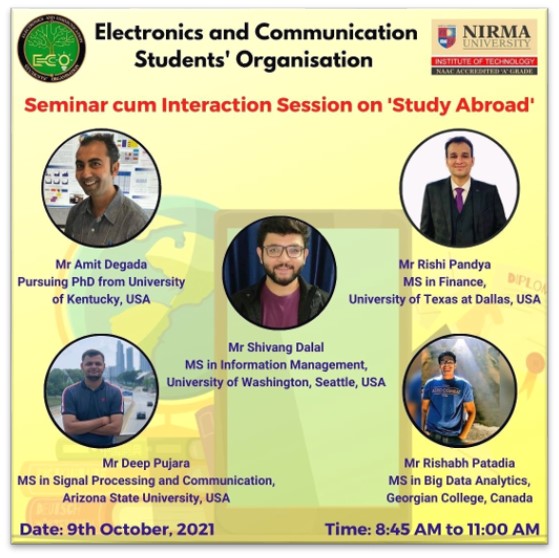 Electronics and Communication
Students' Organisation
NIRMA
UNIVERSITY
INSTITUTE OF TECHNOLOGY
NAAC ACCREDITED 'A' GRADE
Seminar cum Interaction Session on 'Study Abroad'
Mr Amit Degada
Pursuing PhD from University
of Kentucky, USA
Mr Rishi Pandya
MS in Finance,
University of Texas at Dallas, USA
Mr Shivang Dalal
MS in Information Management,
University of Washington, Seattle, USA
Mr Deep Pujara
MS in Signal Processing and Communication,
Arizona State University, USA
Mr Rishabh Patadia
MS in Big Data Analytics,
Georgian College, Canada
Date: 9th October, 2021
Time: 8:45 AM to 11:00 AM